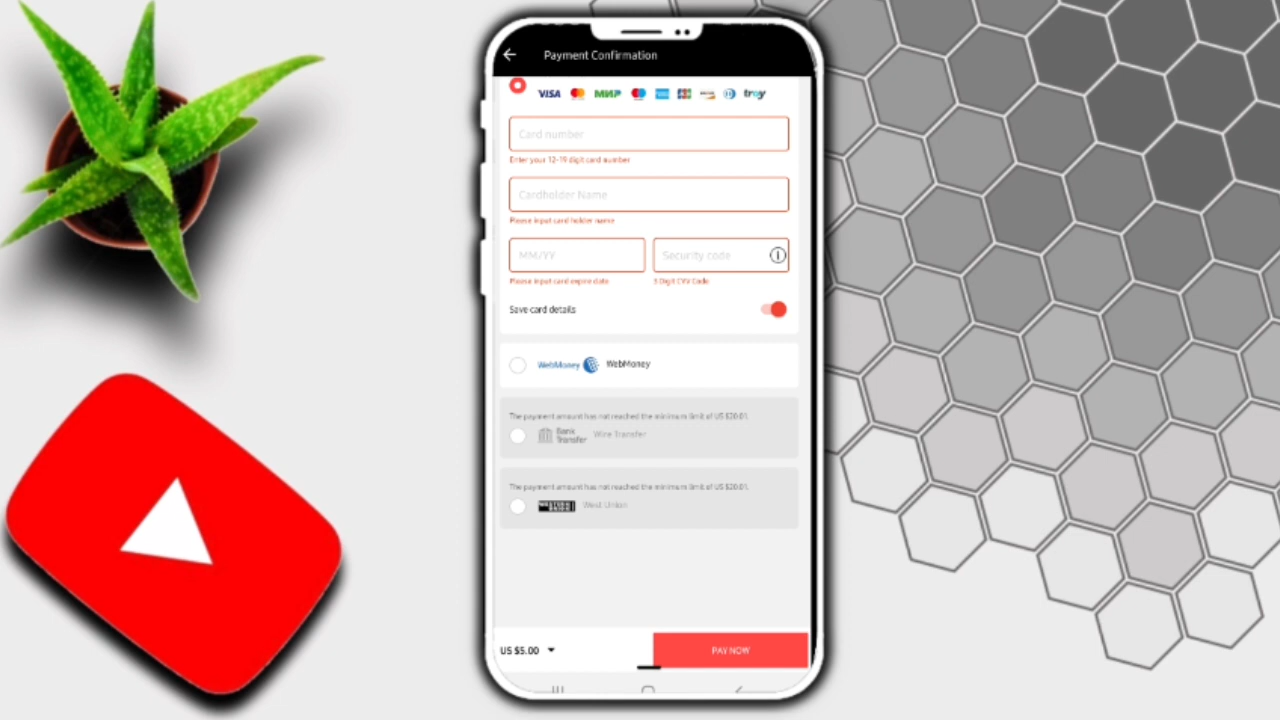 Payment Confirmation
VISA МИР troy
Card number
Enter your 12-19 digit card number
Cardholder Name
Please input card holder name
MM/YY
Security code
Please input card expire date
3 Digit CVV Code
Save card details
WebMoney WebMoney
The payment amount has not reached the minimum limit of US $20.01.
Bank
Transfer
Wire Transfer
The payment amount has not reached the minimum limit of US $20.01.
WESTERN
UNION
West Union
US $5.00
PAY NOW